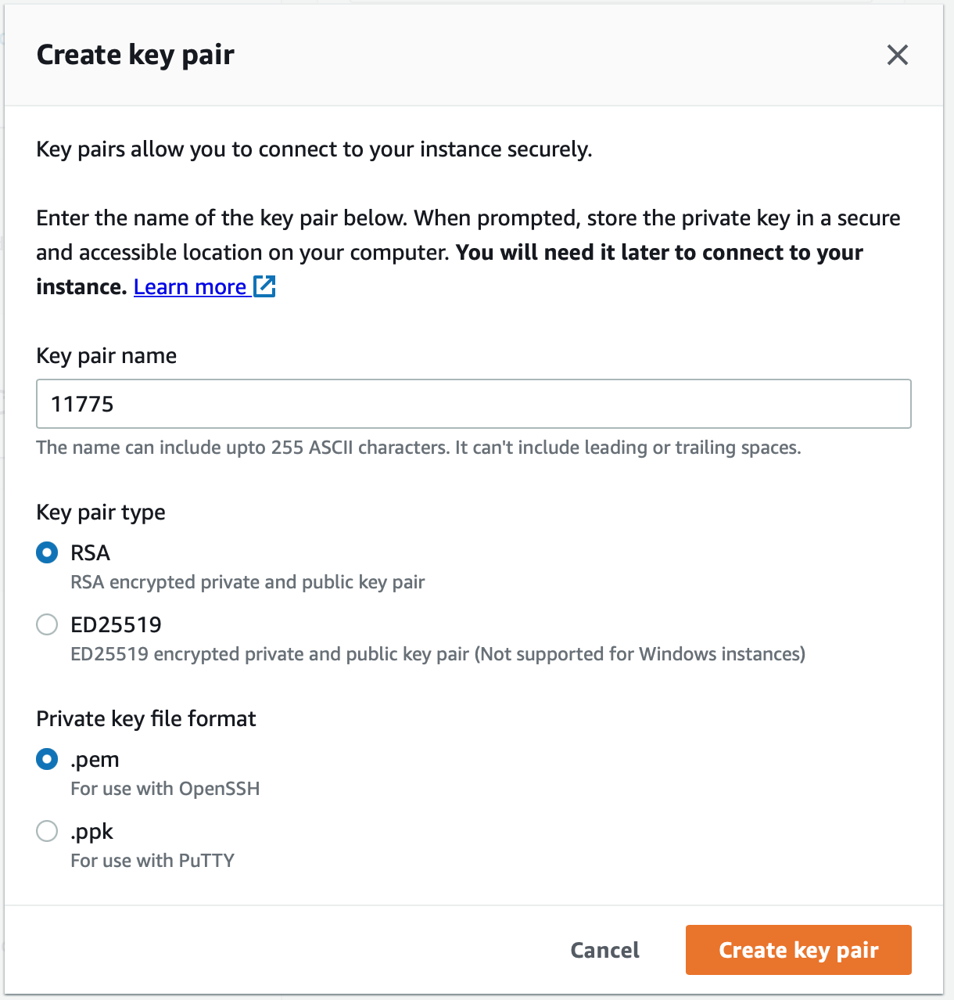 Create key pair
Key pairs allow you to connect to your instance securely.
Enter the name of the key pair below. When prompted, store the private key in a secure
and accessible location on your computer. You will need it later to connect to your
instance. Learn more
Key pair name
11775
The name can include upto 255 ASCII characters. It can't include leading or trailing spaces.
Key pair type
RSA
RSA encrypted private and public key pair
ED25519
ED25519 encrypted private and public key pair (Not supported for Windows instances)
Private key file format
.pem
For use with OpenSSH
.ppk
For use with PuTTY
Cancel
Create key pair